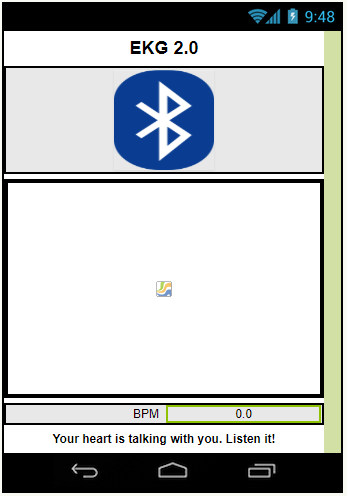 9:48
EKG 2.0
BPM 0.0
Your heart is talking with you. Listen it!